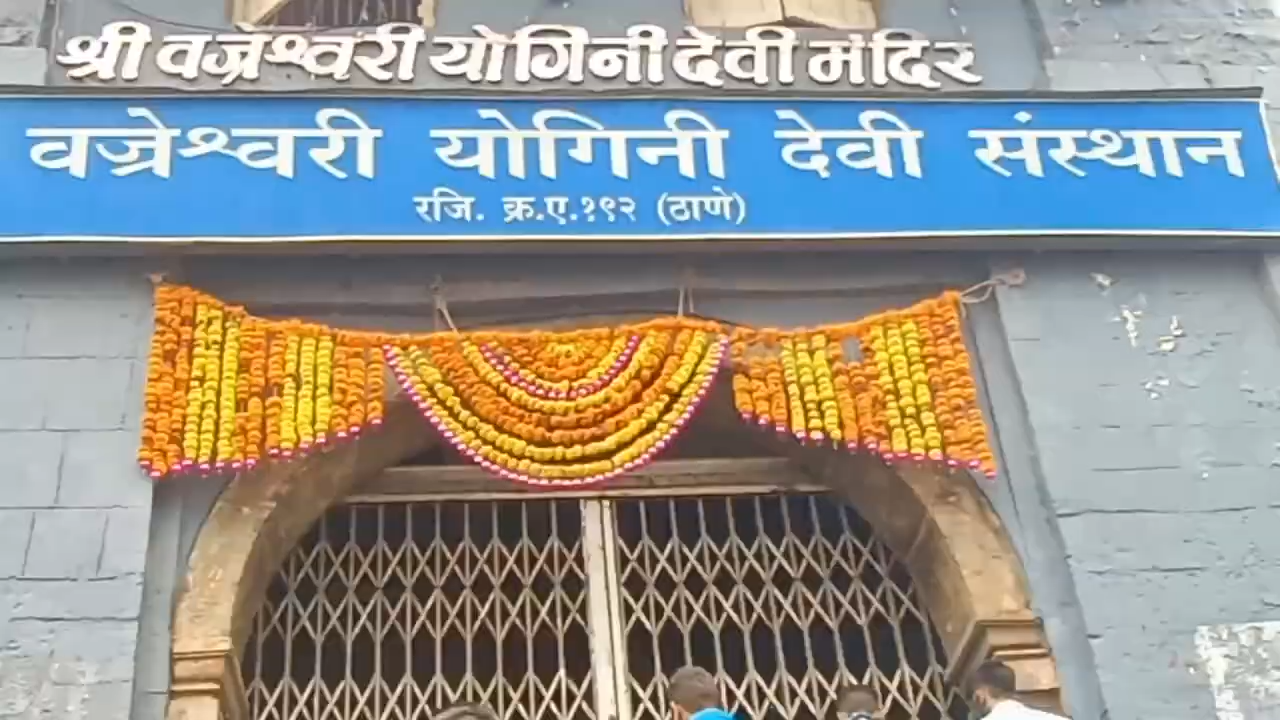 श्री वज्रेश्वरी योगिनी देवी मंदिर
वज्रेश्वरी योगिनी देवी संस्थान
रजि. क्र.ए.१९२ (ठाणे)